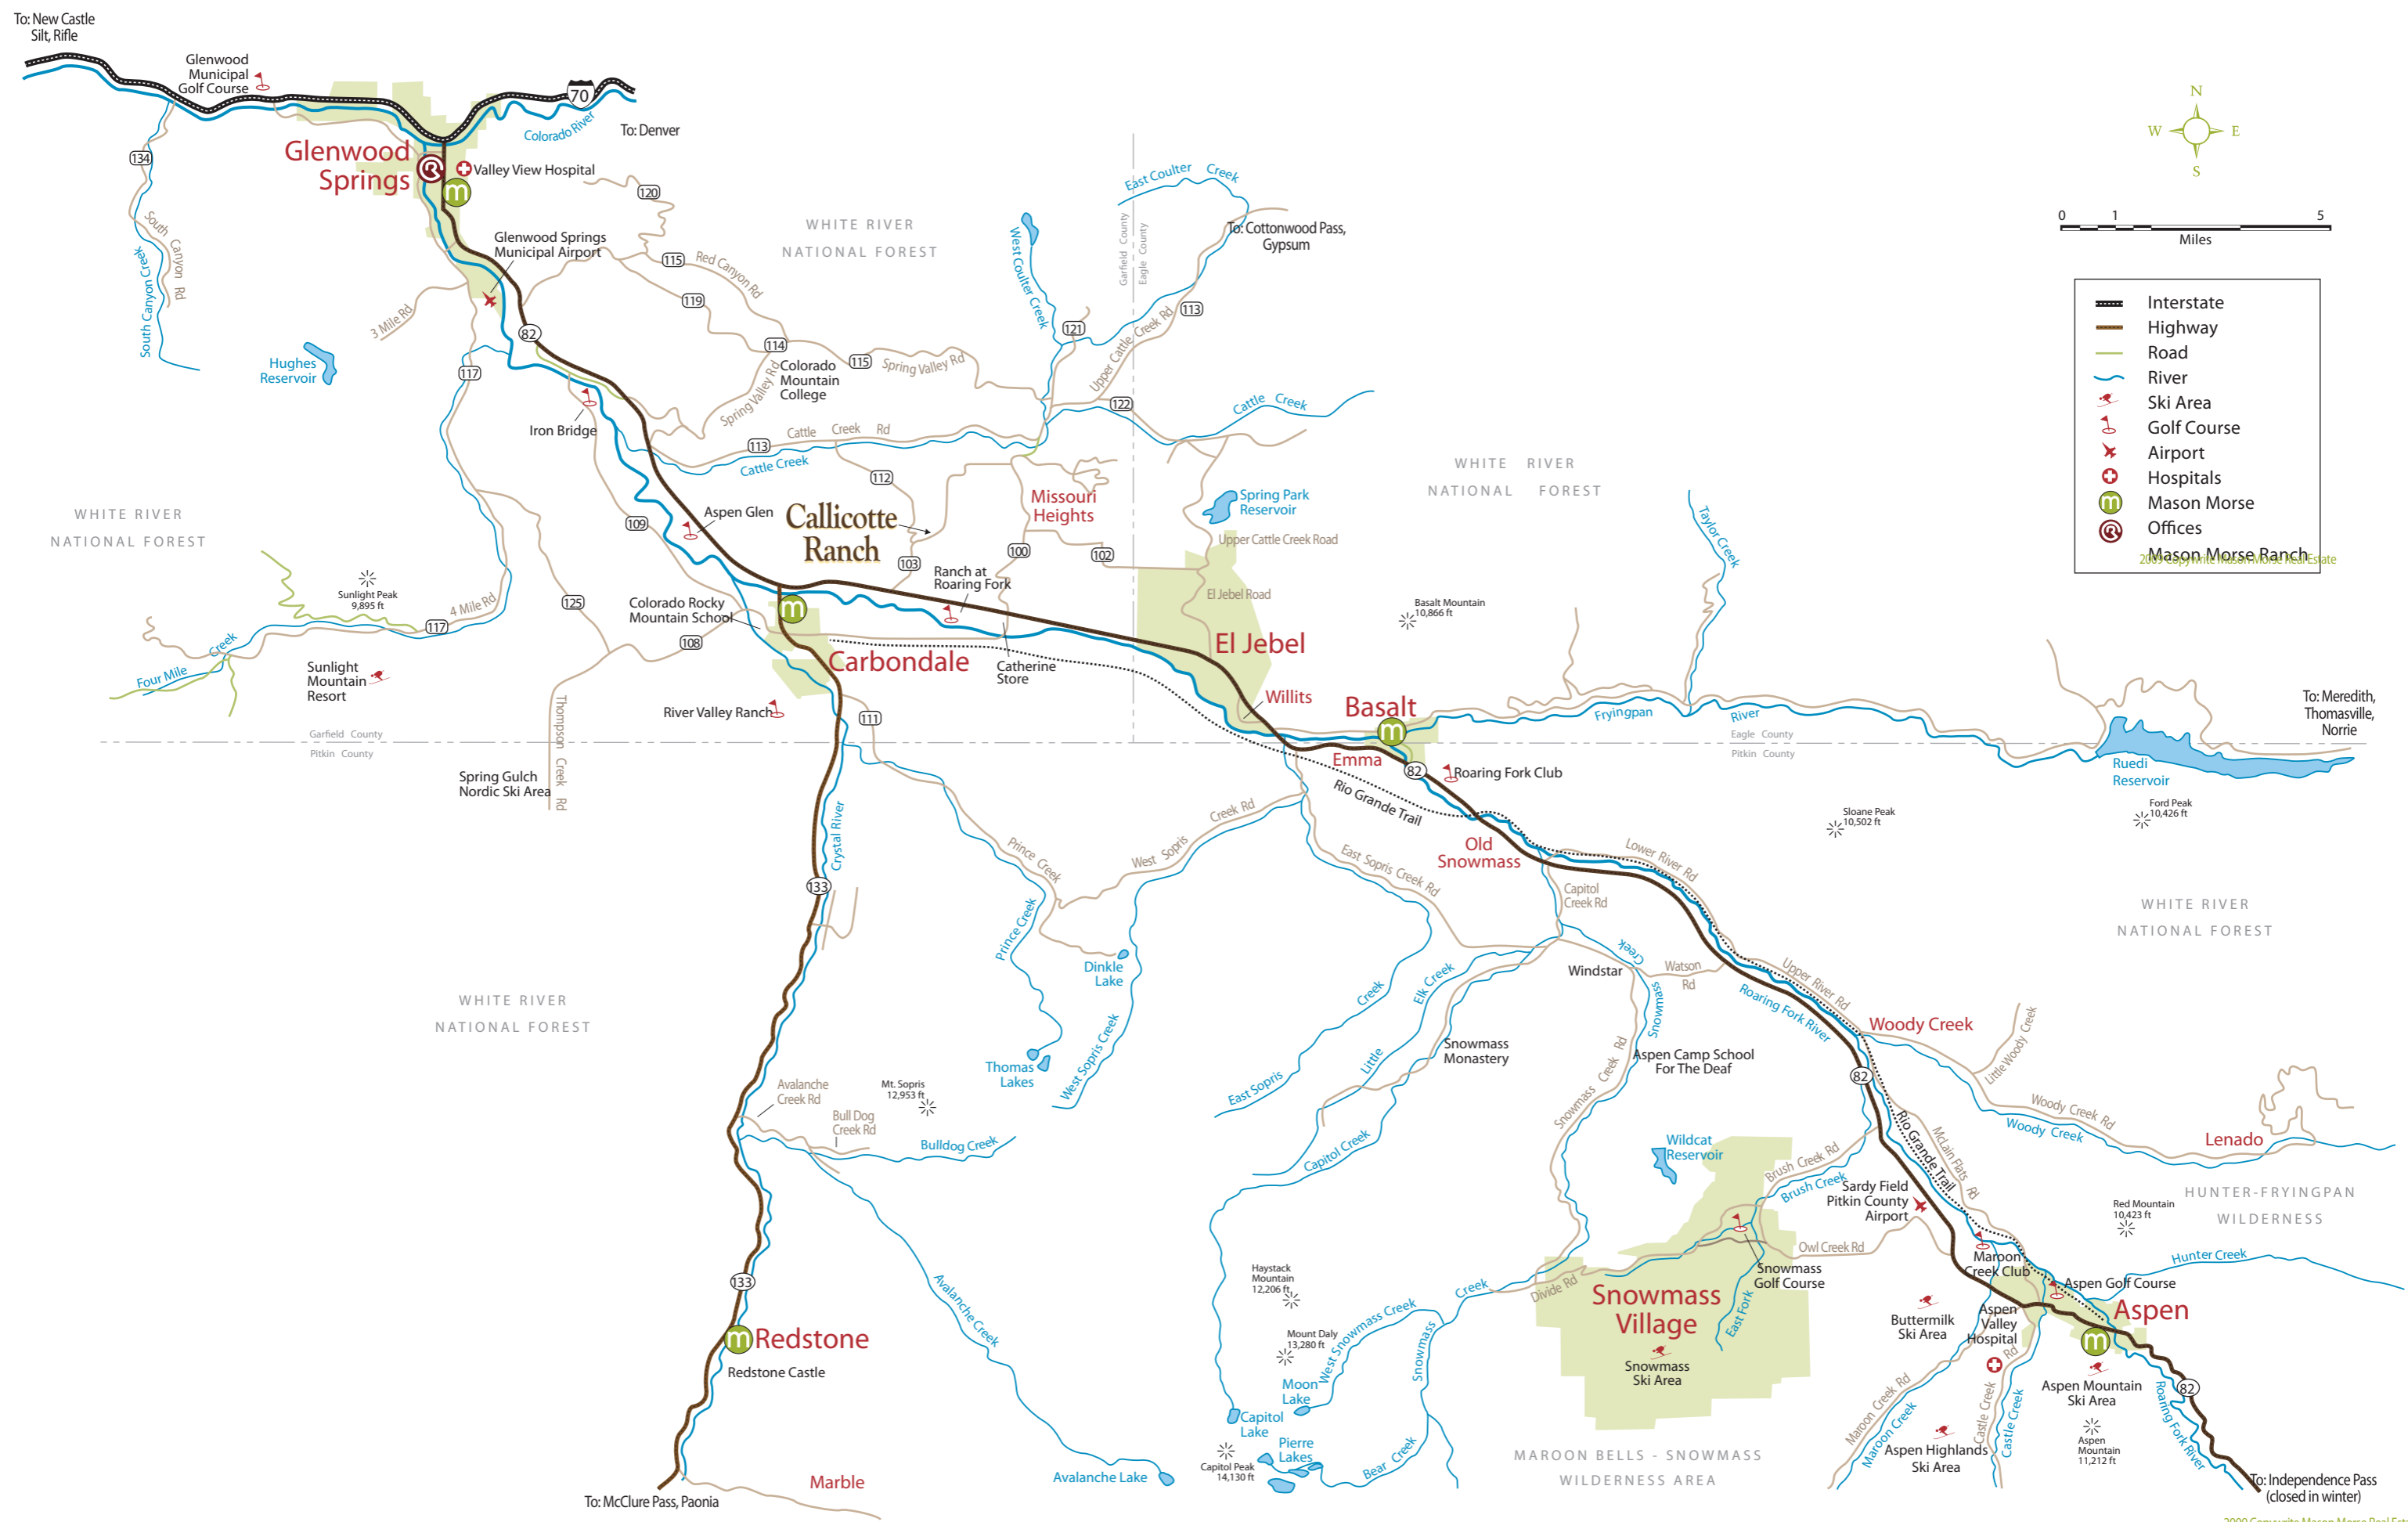 To: New Castle
Silt, Rifle
Glenwood
Municipal
Golf Course
70
Colorado River
To: Denver
Glenwood
Springs
Valley View Hospital
134
120
South Canyon Rd
South Canyon Creek
Glenwood Springs
Municipal Airport
WHITE RIVER
NATIONAL FOREST
115
Red Canyon Rd
119
3 Mile Rd
82
Hughes
Reservoir
117
114
Colorado
Mountain
College
115
Spring Valley Rd
Spring Valley Rd
Iron Bridge
East Coulter Creek
West Coulter Creek
Garfield County
Eagle County
To: Cottonwood Pass,
Gypsum
121
113
Upper Cattle Creek Rd
122
Cattle Creek
113
Cattle Creek Rd
Cattle Creek
112
N
W
E
S
0
1
5
Miles
Interstate
Highway
Road
River
Ski Area
Golf Course
Airport
Hospitals
m
Mason Morse
Offices
Mason Morse Ranch
2009 Copywrite Mason Morse Real Estate
WHITE RIVER
NATIONAL FOREST
WHITE RIVER
NATIONAL FOREST
109
Aspen Glen
Callicotte
Ranch
Missouri
Heights
Spring Park
Reservoir
Upper Cattle Creek Road
Taylor Creek
103
100
102
Ranch at
Roaring Fork
El Jebel Road
Sunlight Peak
9,895 ft
4 Mile Rd
117
125
Colorado Rocky
Mountain School
m
108
Carbondale
Catherine
Store
El Jebel
Basalt Mountain
10,866 ft
Creek
Four Mile
Sunlight
Mountain
Resort
River Valley Ranch
111
Willits
Basalt
m
Fryingpan
River
To: Meredith,
Thomasville,
Norrie
Garfield County
Pitkin County
Eagle County
Pitkin County
Thompson Creek Rd
Spring Gulch
Nordic Ski Area
Emma
82
Roaring Fork Club
Rio Grande Trail
Ruedi
Reservoir
Ford Peak
10,426 ft
Sloane Peak
10,502 ft
Crystal River
133
Prince Creek
West Sopris Creek Rd
East Sopris Creek Rd
Old
Snowmass
Lower River Rd
Capitol
Creek Rd
Prince Creek
Dinkle
Lake
Windstar
Creek
Watson
Rd
Upper River Rd
WHITE RIVER
NATIONAL FOREST
WHITE RIVER
NATIONAL FOREST
Creek
Elk Creek
Snowmass
Roaring Fork River
Woody Creek
Little Woody Creek
Thomas
Lakes
West Sopris Creek
East Sopris
Little
Snowmass
Monastery
Snowmass Creek Rd
Aspen Camp School
For The Deaf
82
Avalanche
Creek Rd
Mt. Sopris
12,953 ft
Bull Dog
Creek Rd
Bulldog Creek
Capitol Creek
Wildcat
Reservoir
Brush Creek Rd
Brush Creek
Rio Grande Trail
McLain Flats Rd
Woody Creek Rd
Woody Creek
Lenado
Sardy Field
Pitkin County
Airport
HUNTER-FRYINGPAN
WILDERNESS
Red Mountain
10,423 ft
Owl Creek Rd
Maroon
Creek Club
Hunter Creek
133
Avalanche Creek
Haystack
Mountain
12,206 ft
Creek
Divide Rd
Snowmass
Golf Course
Snowmass
Village
East Fork
Aspen Golf Course
Aspen
m
Buttermilk
Ski Area
Aspen
Valley
Hospital
m
Redstone
Redstone Castle
Mount Daly
13,280 ft
West Snowmass Creek
Snowmass
Snowmass
Ski Area
Moon
Lake
Maroon Creek Rd
Maroon Creek
Castle Creek Rd
Castle Creek
Aspen Mountain
Ski Area
82
Roaring Fork River
Capitol
Lake
Pierre
Lakes
Capitol Peak
14,130 ft
Bear Creek
Avalanche Lake
MAROON BELLS - SNOWMASS
WILDERNESS AREA
Aspen Highlands
Ski Area
Aspen
Mountain
11,212 ft
Marble
To: McClure Pass, Paonia
To: Independence Pass
(closed in winter)